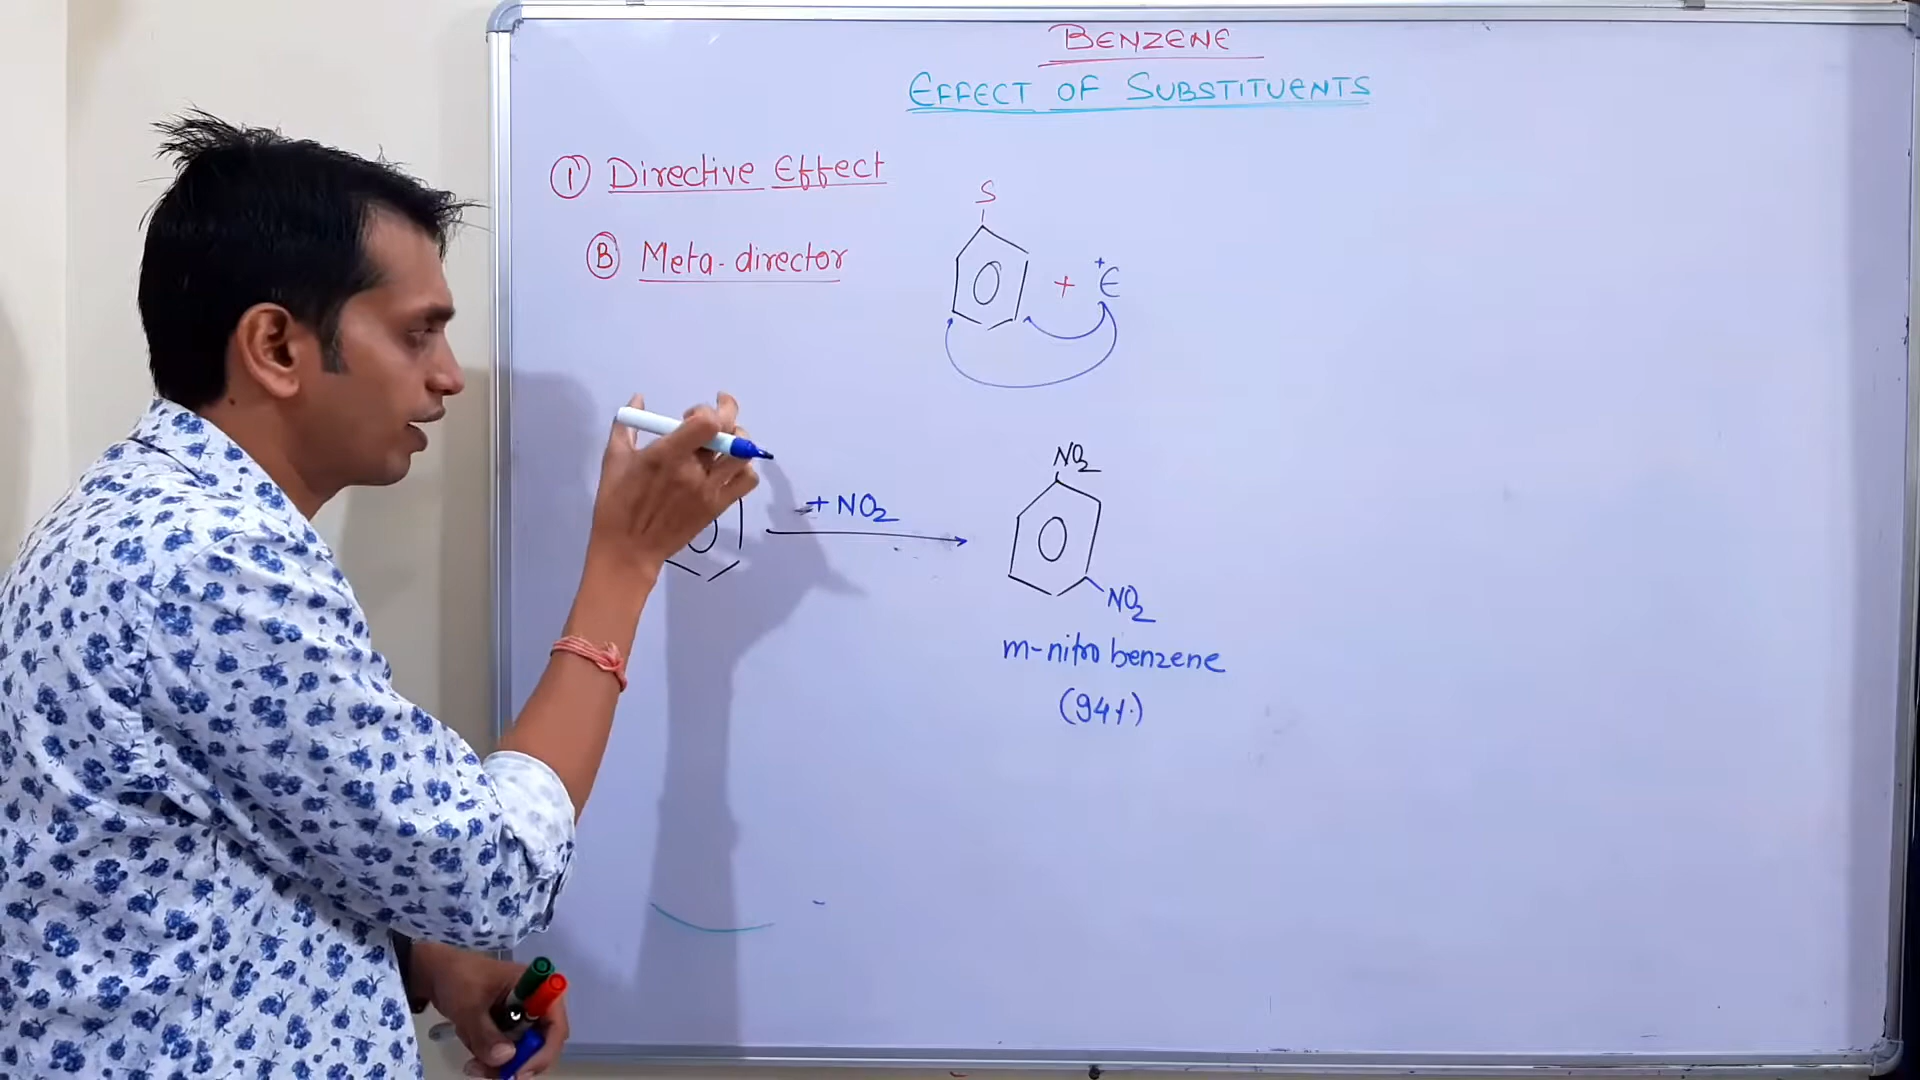 BENZENE
EFFECT OF SUBSTITUENTS
① Directive Effect
Ⓑ Meta-director
S
+ +E
NO2
+NO2
NO2
m-nitro benzene
(94%)